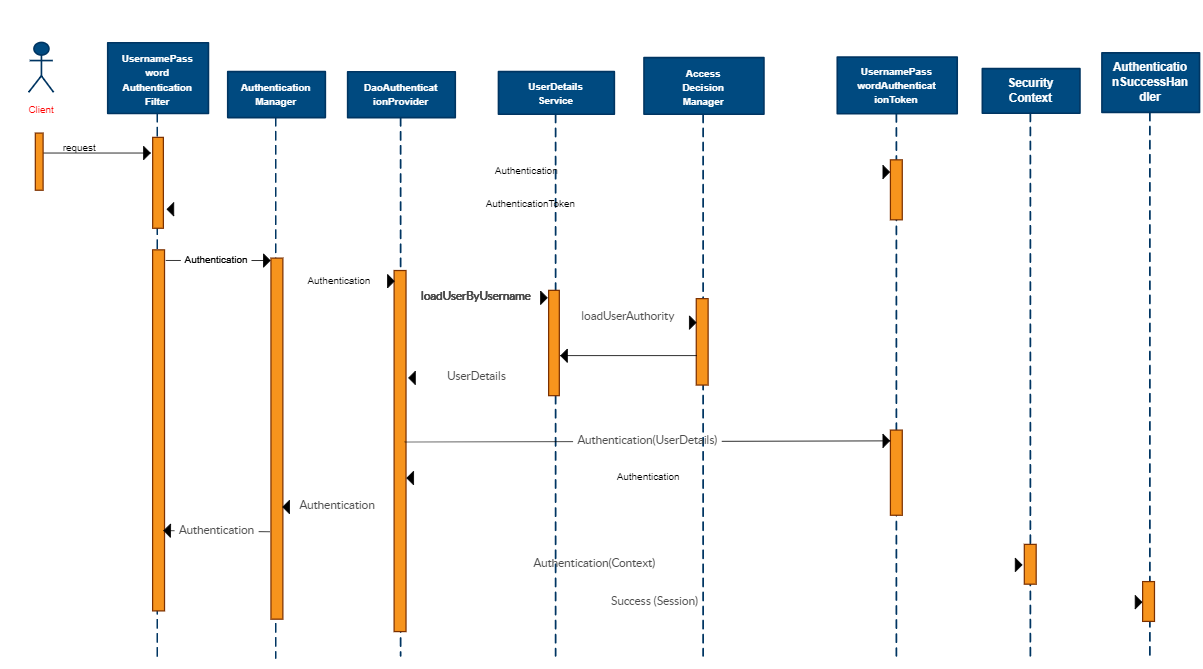 UsernamePass
word
Authentication
Filter
Authentication
Manager
DaoAuthenticat
ionProvider
UserDetails
Service
Access
Decision
Manager
UsernamePass
wordAuthenticat
ionToken
Security
Context
Authenticatio
nSuccessHan
dler
Client
request
Authentication
AuthenticationToken
Authentication
Authentication
loadUserByUsername
loadUserAuthority
UserDetails
Authentication(UserDetails)
Authentication
Authentication
Authentication
Authentication(Context)
Success (Session)